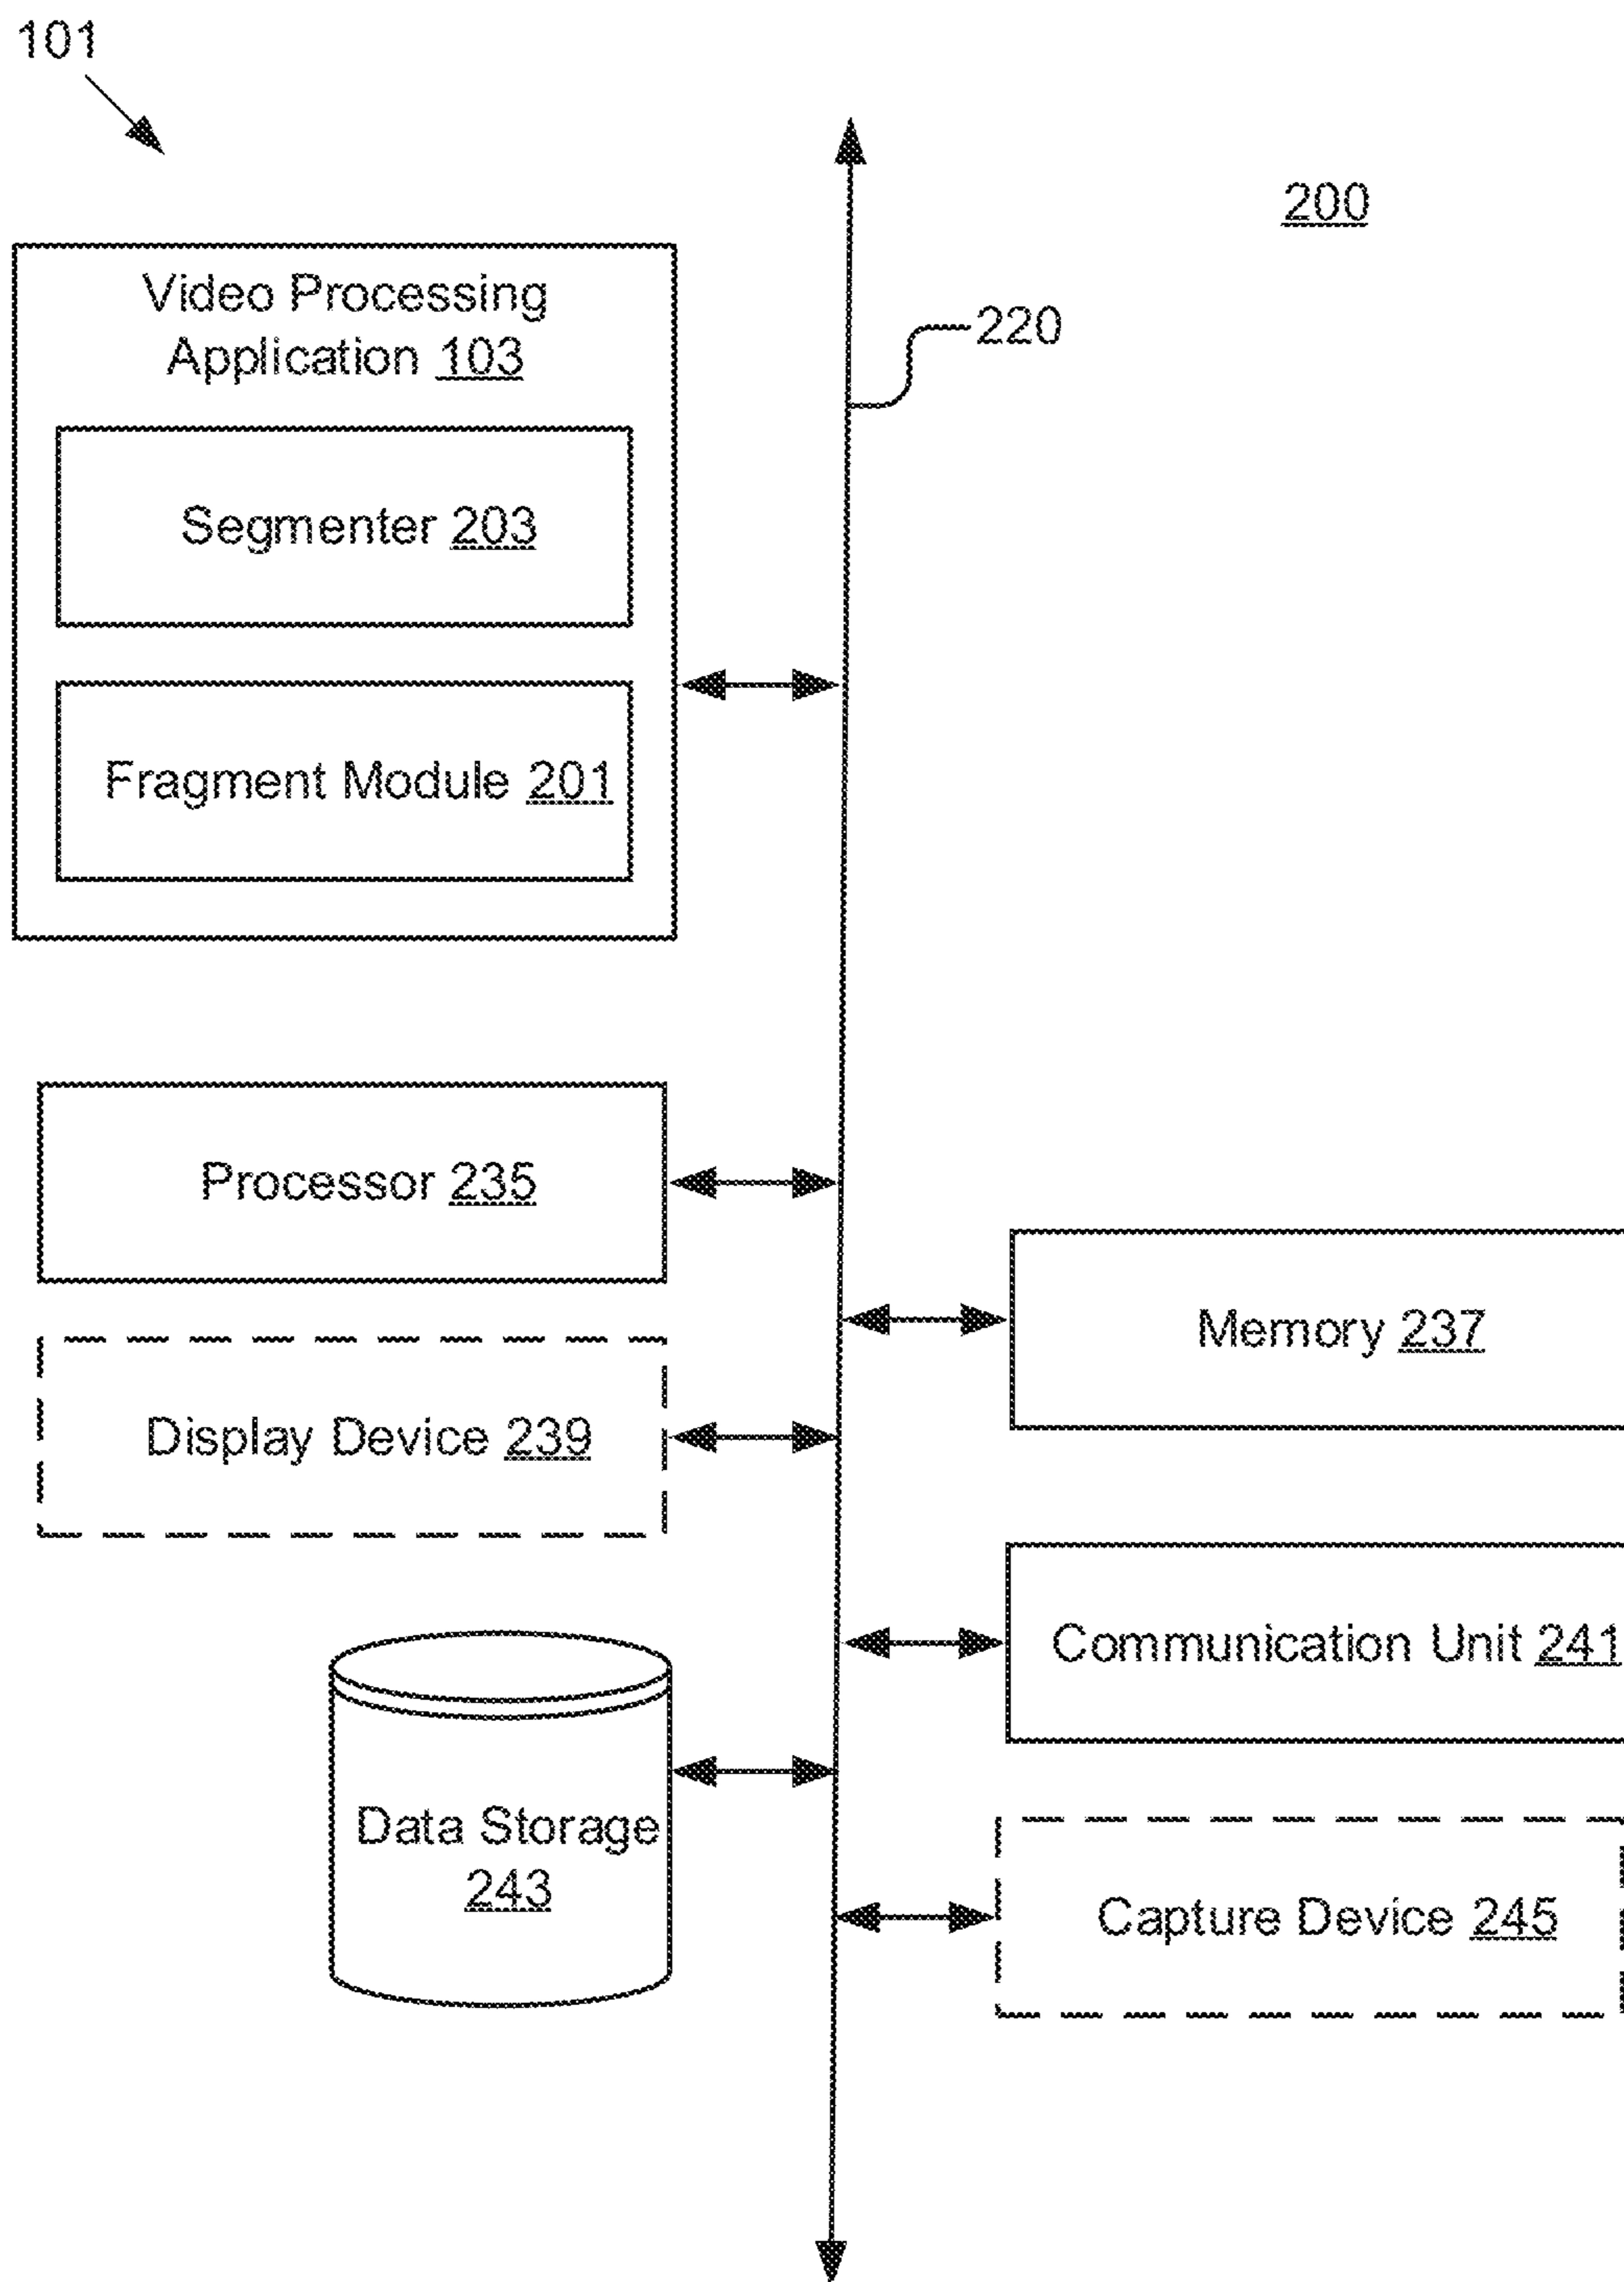 101
200
Video Processing
Application 103
220
Segmenter 203
Fragment Module 201
Processor 235
Memory 237
Display Device 239
Communication Unit 241
Data Storage
243
Capture Device 245